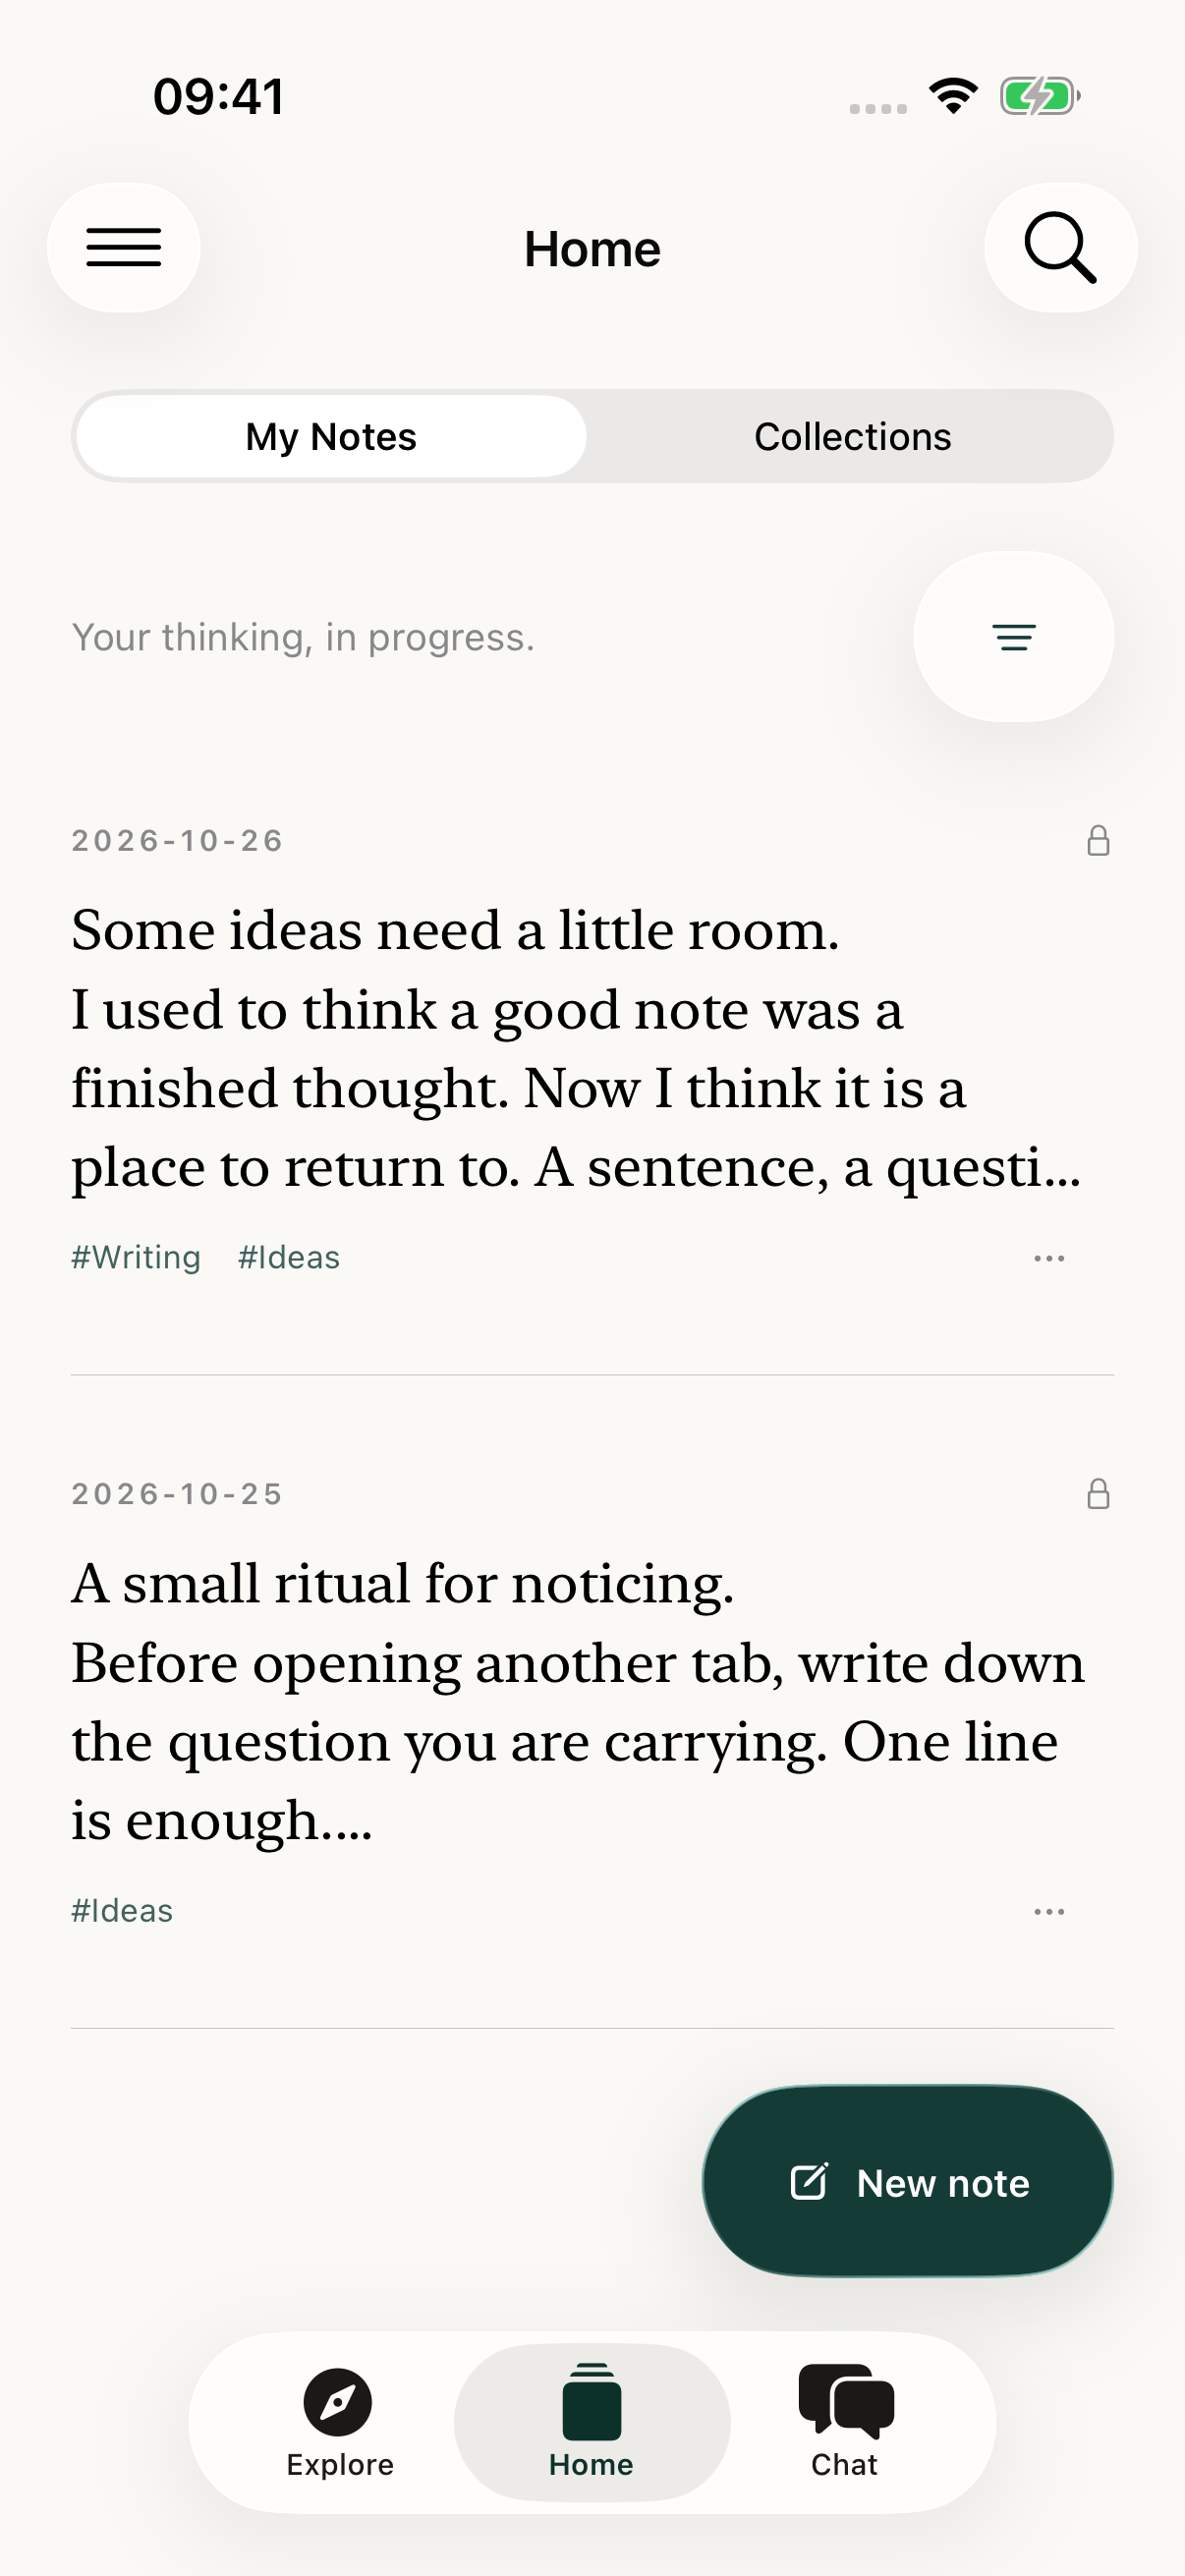 09:41
Home
My Notes
Collections
Your thinking, in progress.
2026-10-26
Some ideas need a little room.
I used to think a good note was a
finished thought. Now I think it is a
place to return to. A sentence, a questi...
#Writing #Ideas
2026-10-25
A small ritual for noticing.
Before opening another tab, write down
the question you are carrying. One line
is enough....
#Ideas
New note
Explore
Home
Chat